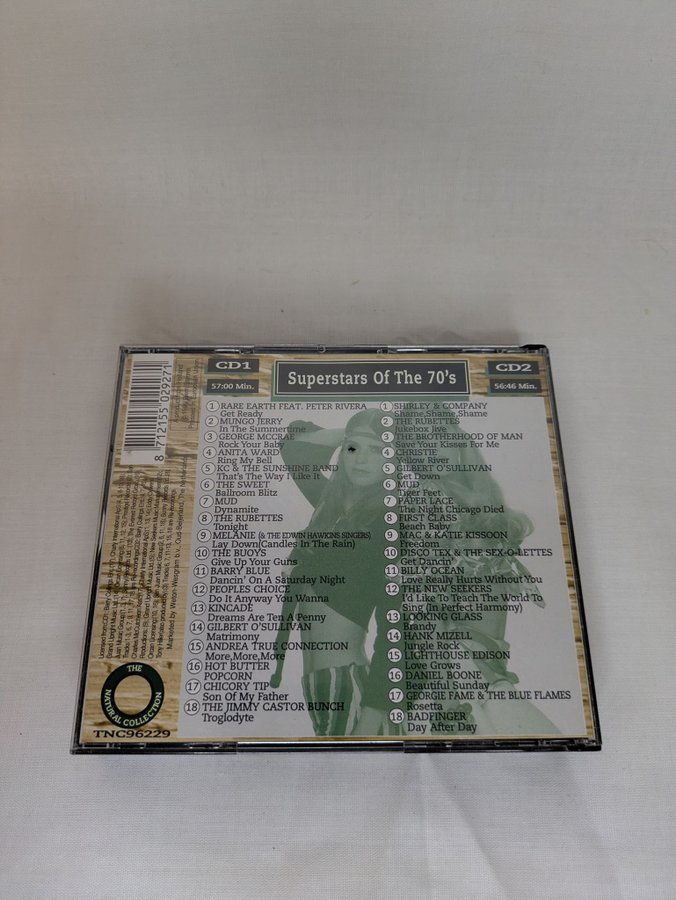 CD1
57:00 Min.
Superstars Of The 70's
CD2
56:46 Min.
1 RARE EARTH FEAT. PETER RIVERA
Get Ready
2 MUNGO JERRY
In The Summertime
3 GEORGE MCCRAE
Rock Your Baby
4 ANITA WARD
Ring My Bell
5 KC & THE SUNSHINE BAND
That's The Way I Like It
6 THE SWEET
Ballroom Blitz
7 MUD
Dynamite
8 THE RUBETTES
Tonight
9 MELANIE (& THE EDWIN HAWKINS SINGERS)
Lay Down(Candles In The Rain)
10 THE BUOYS
Give Up Your Guns
11 BARRY BLUE
Dancin' On A Saturday Night
12 PEOPLES CHOICE
Do It Anyway You Wanna
13 KINCADE
Dreams Are Ten A Penny
14 GILBERT O'SULLIVAN
Matrimony
15 ANDREA TRUE CONNECTION
More,More,More
16 HOT BUTTER
POPCORN
17 CHICORY TIP
Son Of My Father
18 THE JIMMY CASTOR BUNCH
Troglodyte
1 SHIRLEY & COMPANY
Shame,Shame,Shame
2 THE RUBETTES
Jukebox Jive
3 THE BROTHERHOOD OF MAN
Save Your Kisses For Me
4 CHRISTIE
Yellow River
5 GILBERT O'SULLIVAN
Get Down
6 MUD
Tiger Feet
7 PAPER LACE
The Night Chicago Died
8 FIRST CLASS
Beach Baby
9 MAC & KATIE KISSOON
Freedom
10 DISCO TEX & THE SEX-O-LETTES
Get Dancin'
11 BILLY OCEAN
Love Really Hurts Without You
12 THE NEW SEEKERS
I'd Like To Teach The World To
Sing (In Perfect Harmony)
13 LOOKING GLASS
Brandy
14 HANK MIZELL
Jungle Rock
15 LIGHTHOUSE EDISON
Love Grows
16 DANIEL BOONE
Beautiful Sunday
17 GEORGIE FAME & THE BLUE FLAMES
Rosetta
18 BADFINGER
Day After Day
8 712155 029271
THE
NATURAL COLLECTION
TNC96229